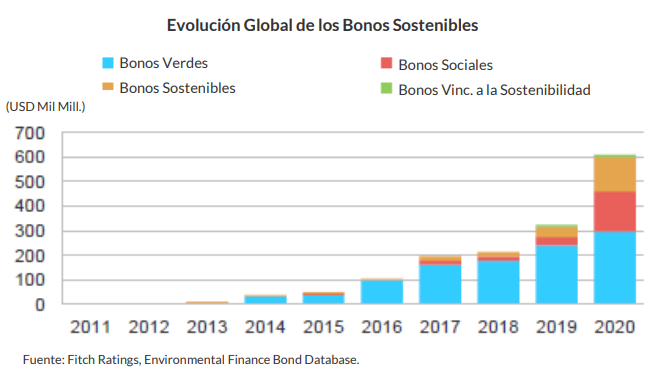 Evolución Global de los Bonos Sostenibles
Bonos Verdes
Bonos Sociales
Bonos Sostenibles
Bonos Vinc. a la Sostenibilidad
(USD Mil Mill.)
700
600
500
400
300
200
100
0
2011 2012 2013 2014 2015 2016 2017 2018 2019 2020
Fuente: Fitch Ratings, Environmental Finance Bond Database.